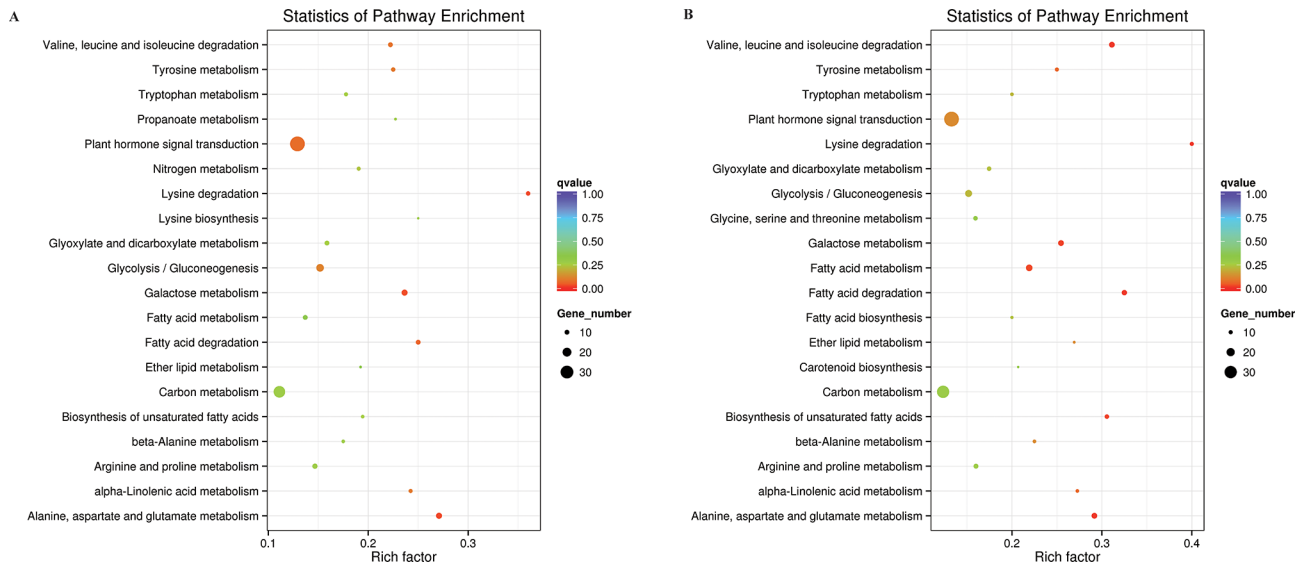 A
Statistics of Pathway Enrichment
Valine, leucine and isoleucine degradation
Tyrosine metabolism
Tryptophan metabolism
Propanoate metabolism
Plant hormone signal transduction
Nitrogen metabolism
Lysine degradation
Lysine biosynthesis
Glyoxylate and dicarboxylate metabolism
Glycolysis / Gluconeogenesis
Galactose metabolism
Fatty acid metabolism
Fatty acid degradation
Ether lipid metabolism
Carbon metabolism
Biosynthesis of unsaturated fatty acids
beta-Alanine metabolism
Arginine and proline metabolism
alpha-Linolenic acid metabolism
Alanine, aspartate and glutamate metabolism
0.1 0.2 0.3
Rich factor
qvalue
1.00
0.75
0.50
0.25
0.00
Gene_number
10
20
30
B
Statistics of Pathway Enrichment
Valine, leucine and isoleucine degradation
Tyrosine metabolism
Tryptophan metabolism
Plant hormone signal transduction
Lysine degradation
Glyoxylate and dicarboxylate metabolism
Glycolysis / Gluconeogenesis
Glycine, serine and threonine metabolism
Galactose metabolism
Fatty acid metabolism
Fatty acid degradation
Fatty acid biosynthesis
Ether lipid metabolism
Carotenoid biosynthesis
Carbon metabolism
Biosynthesis of unsaturated fatty acids
beta-Alanine metabolism
Arginine and proline metabolism
alpha-Linolenic acid metabolism
Alanine, aspartate and glutamate metabolism
0.2 0.3 0.4
Rich factor
qvalue
1.00
0.75
0.50
0.25
0.00
Gene_number
10
20
30